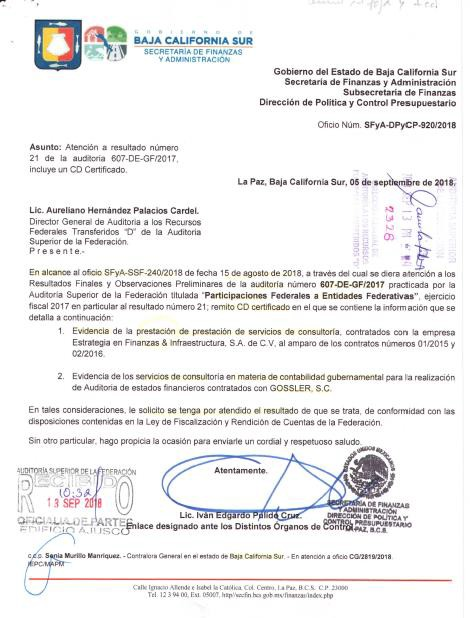 GOBIERNO DE
BAJA CALIFORNIA SUR
SECRETARÍA DE FINANZAS
Y ADMINISTRACIÓN
Gobierno del Estado de Baja California Sur
Secretaría de Finanzas y Administración
Subsecretaría de Finanzas
Dirección de Política y Control Presupuestario
Oficio Núm. SFyA-DPyCP-920/2018
Asunto: Atención a resultado número
21 de la auditoria 607-DE-GF/2017,
incluye un CD Certificado.
La Paz, Baja California Sur, 05 de septiembre de 2018.
Lic. Aureliano Hernández Palacios Cardel.
Director General de Auditoría a los Recursos
Federales Transferidos "D" de la Auditoría
Superior de la Federación.
P r e s e n t e.-
7328
En alcance al oficio SFyA-SSF-240/2018 de fecha 15 de agosto de 2018, a través del cual se diera atención a los
Resultados Finales y Observaciones Preliminares de la auditoría número 607-DE-GF/2017 practicada por la
Auditoría Superior de la Federación titulada "Participaciones Federales a Entidades Federativas", ejercicio
fiscal 2017 en particular al resultado número 21; remito CD certificado en el que se contiene la información que se
detalla a continuación:
1. Evidencia de la prestación de prestación de servicios de consultoría, contratados con la empresa
Estrategia en Finanzas & Infraestructura, S.A. de C.V, al amparo de los contratos números 01/2015 y
02/2016.
2. Evidencia de los servicios de consultoría en materia de contabilidad gubernamental para la realización
de Auditoria de estados financieros contratados con GOSSLER, S.C.
En tales consideraciones, le solicito se tenga por atendido el resultado de que se trata, de conformidad con las
disposiciones contenidas en la Ley de Fiscalización y Rendición de Cuentas de la Federación.
Sin otro particular, hago propicia la ocasión para enviarle un cordial y respetuoso saludo.
Atentamente.
AUDITORÍA SUPERIOR DE LA FEDERACIÓN
RECIBIDO
10:32
13 SEP 2018
OFICIALIA DE PARTES
EDIFICIO AJUSCO
ESTADOS UNIDOS MEXICANOS
SECRETARÍA DE FINANZAS
Y ADMINISTRACIÓN
DIRECCIÓN DE POLÍTICA Y
CONTROL PRESUPUESTARIO
LA PAZ, B.C.S.
Lic. Iván Edgardo Pulido Cruz.
Enlace designado ante los Distintos Órganos de Control
c.c.p. Sonia Murillo Manríquez. - Contralora General en el estado de Baja California Sur. - En atención a oficio CG/2819/2018.
IEPC/MAPM
Calle Ignacio Allende e Isabel la Católica, Col. Centro, La Paz, B.C.S. C.P. 23000
Tel. 12 3 94 00, Ext. 05007, http://secfin.bcs.gob.mx/finanzas/index.php